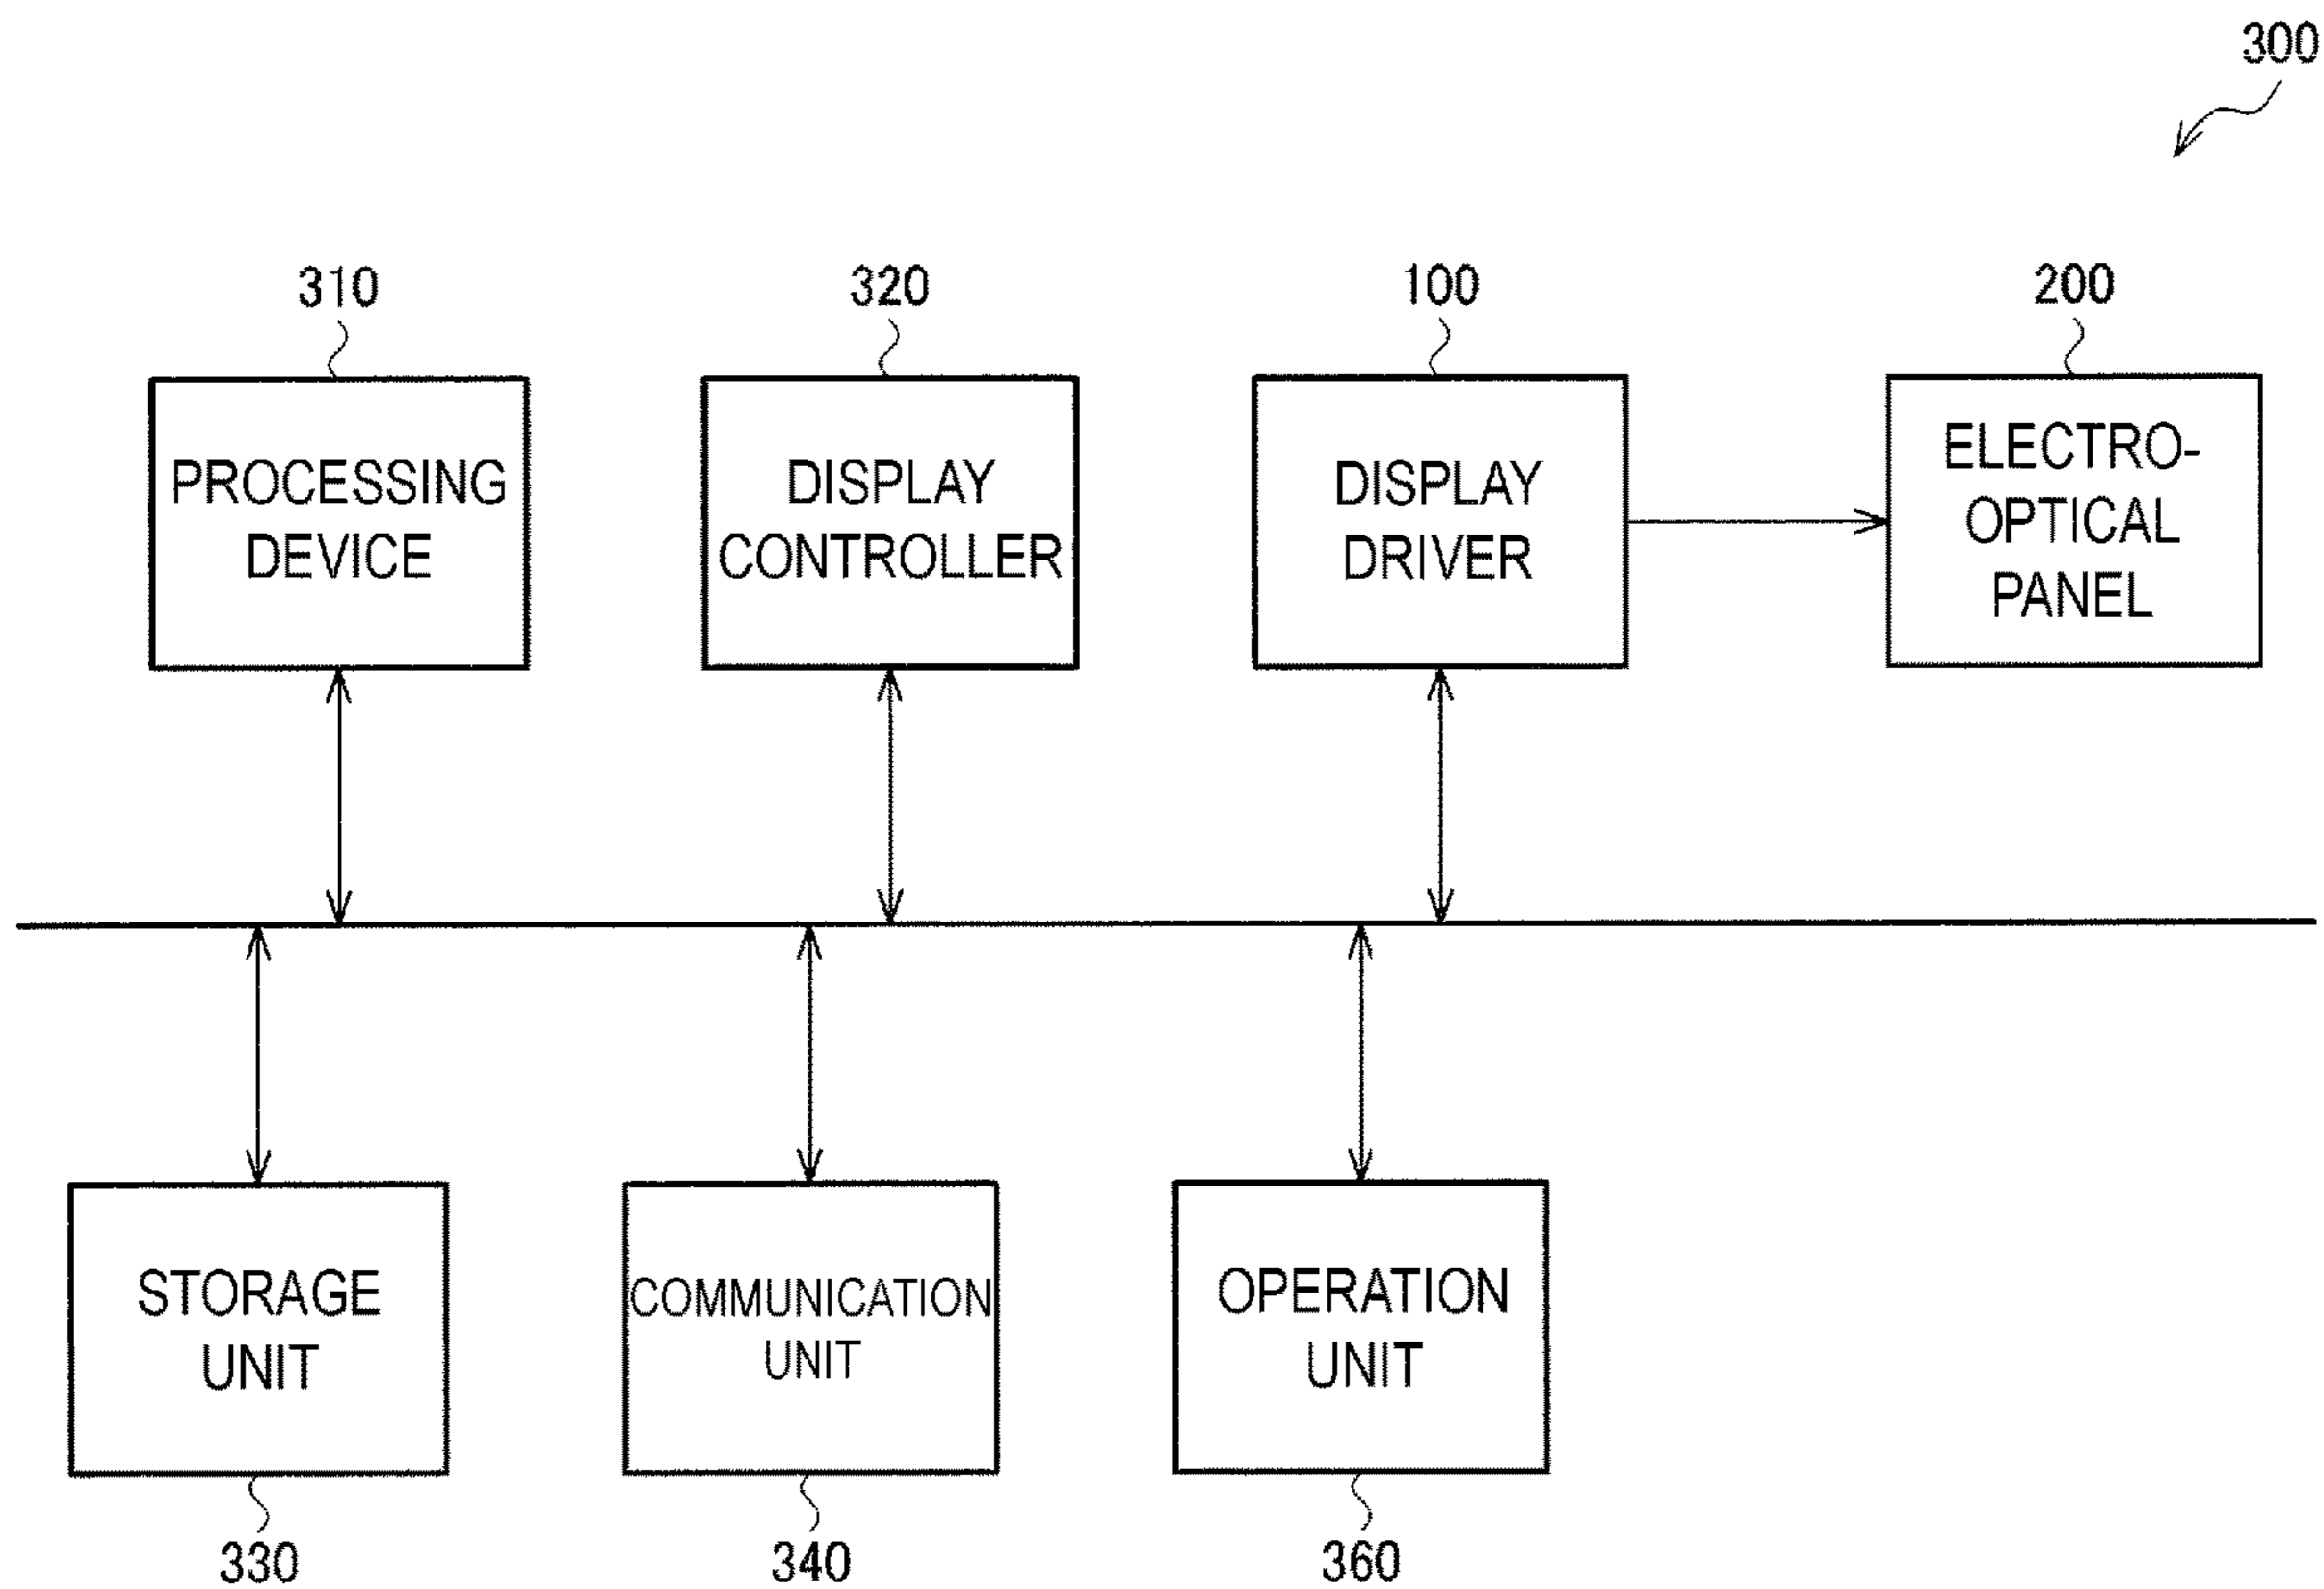 300
310
320
100
200
PROCESSING
DEVICE
DISPLAY
CONTROLLER
DISPLAY
DRIVER
ELECTRO-
OPTICAL
PANEL
STORAGE
UNIT
COMMUNICATION
UNIT
OPERATION
UNIT
330
340
360